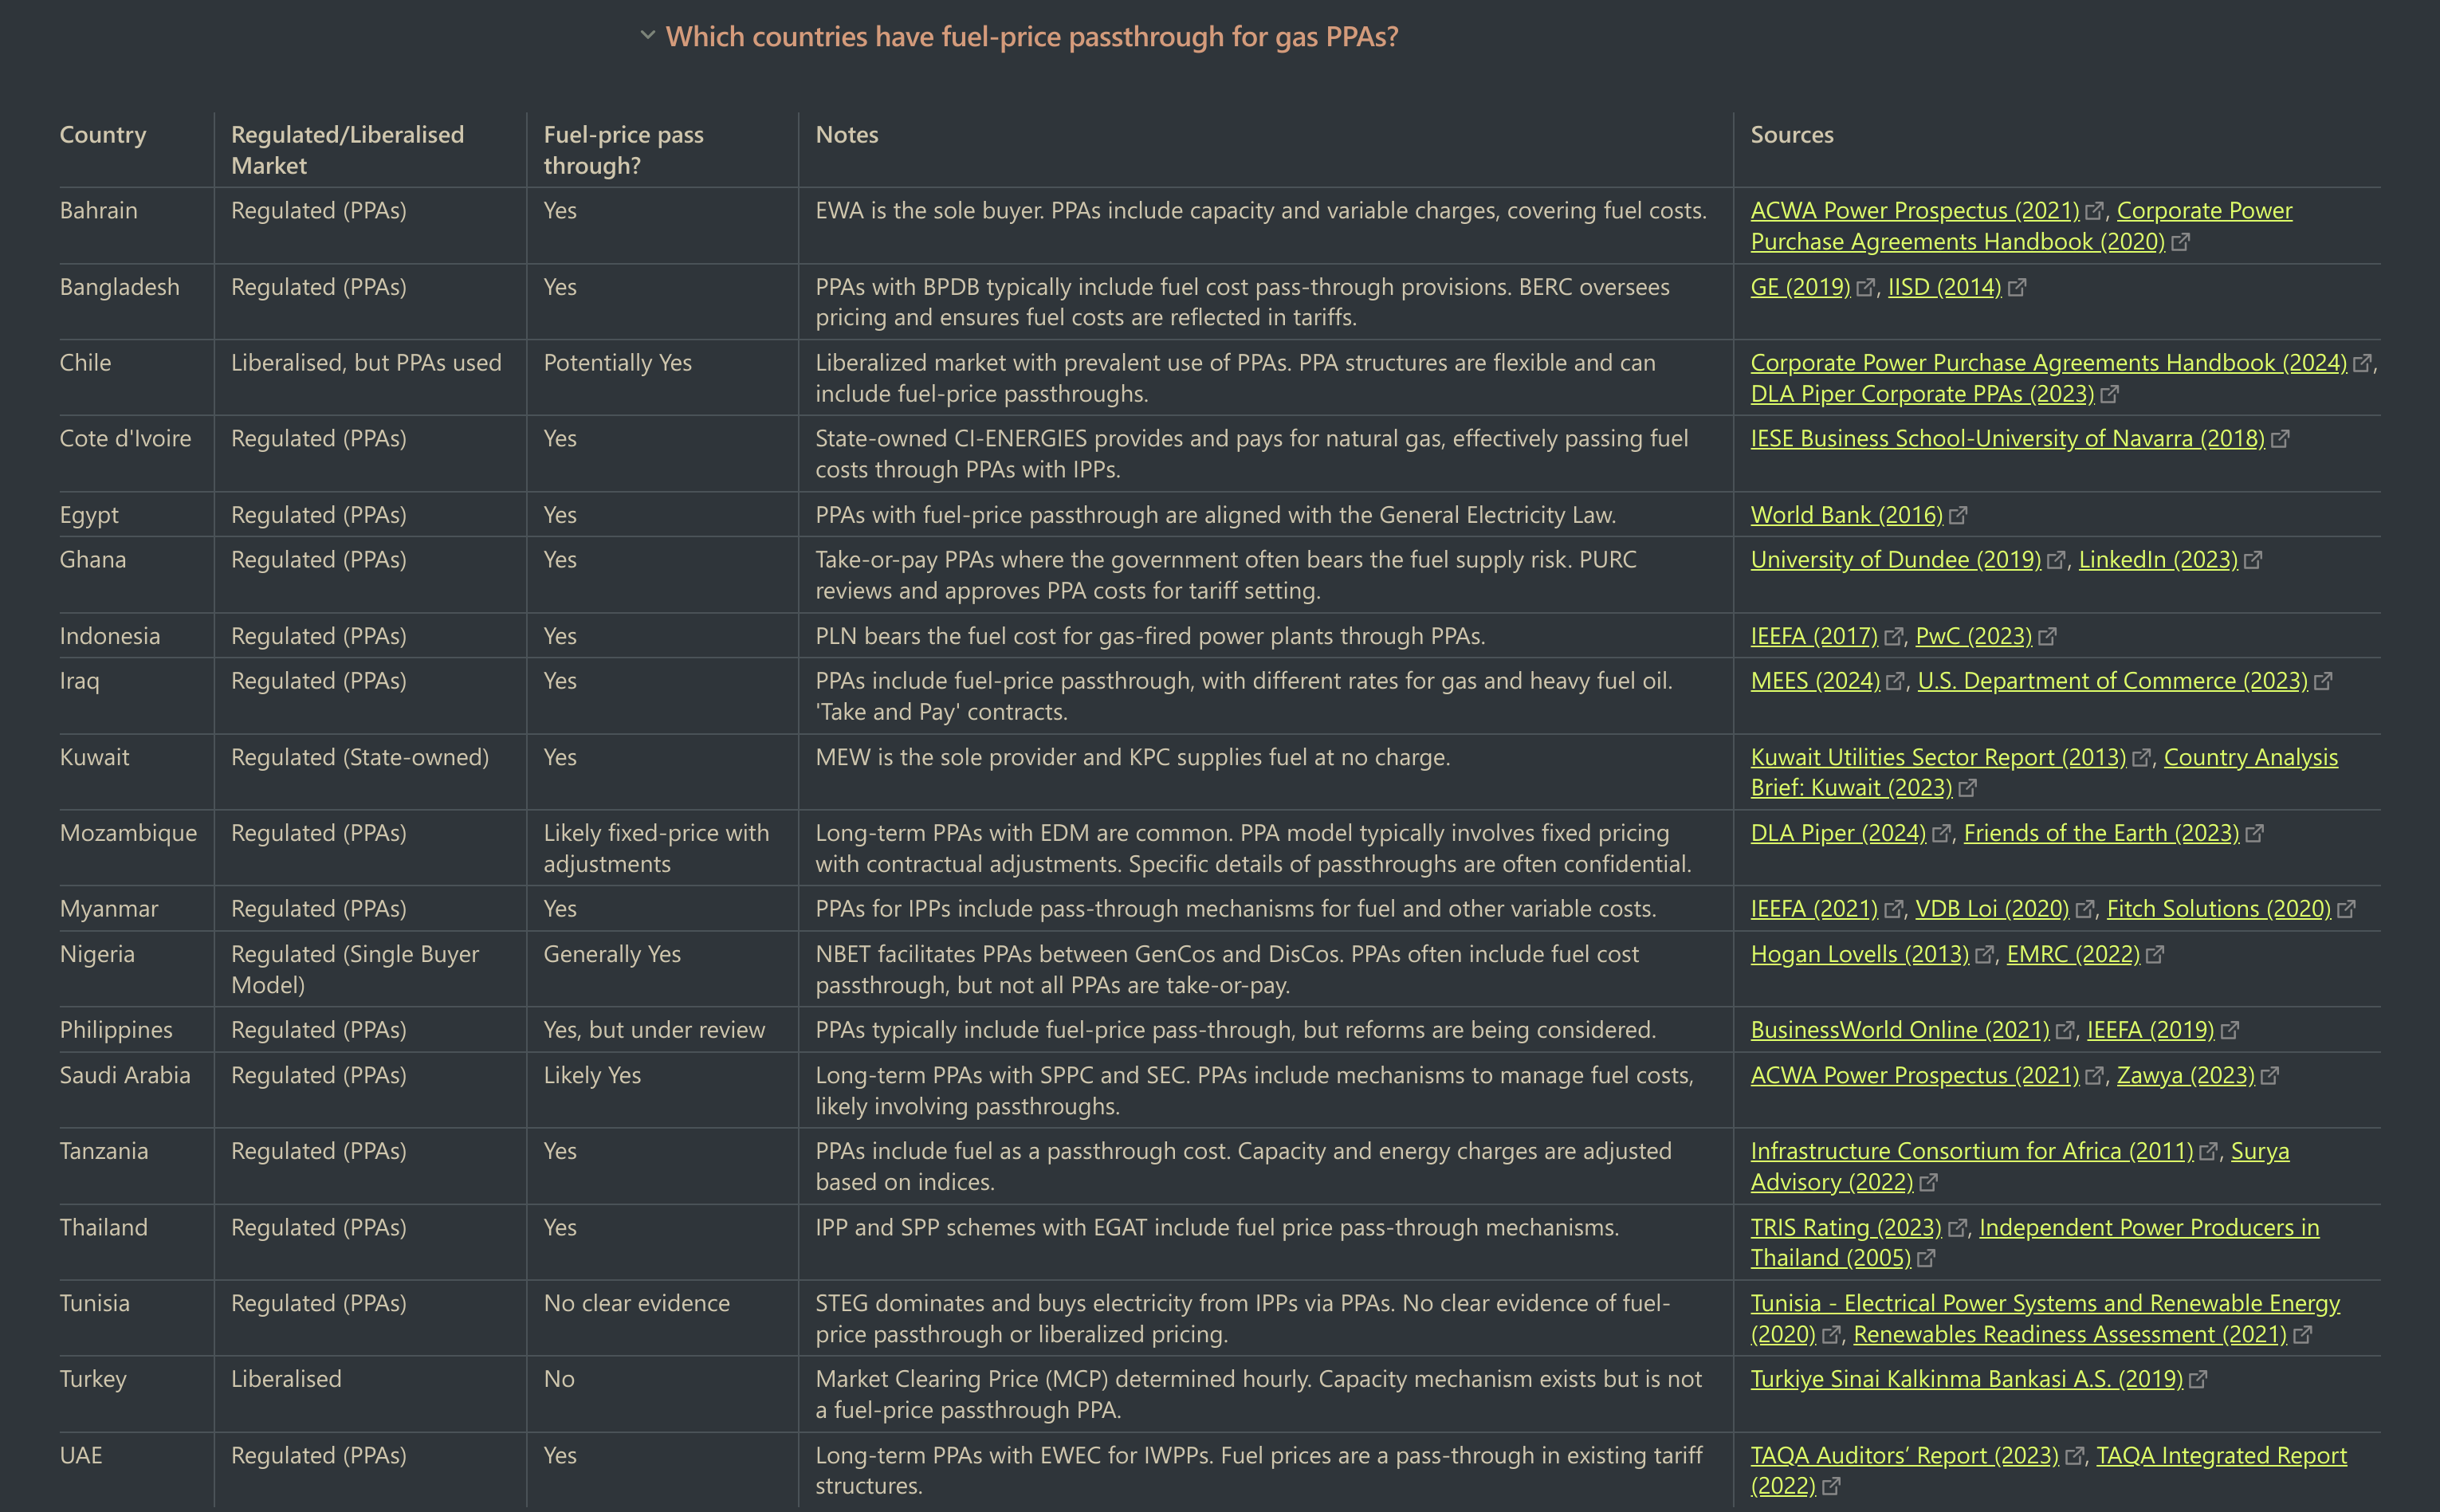 Which countries have fuel-price passthrough for gas PPAs?
Country
Regulated/Liberalised
Market
Fuel-price pass
through?
Notes
Sources
Bahrain
Regulated (PPAs)
Yes
EWA is the sole buyer. PPAs include capacity and variable charges, covering fuel costs.
ACWA Power Prospectus (2021), Corporate Power
Purchase Agreements Handbook (2020)
Bangladesh
Regulated (PPAs)
Yes
PPAs with BPDB typically include fuel cost pass-through provisions. BERC oversees
pricing and ensures fuel costs are reflected in tariffs.
GE (2019), IISD (2014)
Chile
Liberalised, but PPAs used
Potentially Yes
Liberalized market with prevalent use of PPAs. PPA structures are flexible and can
include fuel-price passthroughs.
Corporate Power Purchase Agreements Handbook (2024),
DLA Piper Corporate PPAs (2023)
Cote d'Ivoire
Regulated (PPAs)
Yes
State-owned CI-ENERGIES provides and pays for natural gas, effectively passing fuel
costs through PPAs with IPPs.
IESE Business School-University of Navarra (2018)
Egypt
Regulated (PPAs)
Yes
PPAs with fuel-price passthrough are aligned with the General Electricity Law.
World Bank (2016)
Ghana
Regulated (PPAs)
Yes
Take-or-pay PPAs where the government often bears the fuel supply risk. PURC
reviews and approves PPA costs for tariff setting.
University of Dundee (2019), LinkedIn (2023)
Indonesia
Regulated (PPAs)
Yes
PLN bears the fuel cost for gas-fired power plants through PPAs.
IEEFA (2017), PwC (2023)
Iraq
Regulated (PPAs)
Yes
PPAs include fuel-price passthrough, with different rates for gas and heavy fuel oil.
'Take and Pay' contracts.
MEES (2024), U.S. Department of Commerce (2023)
Kuwait
Regulated (State-owned)
Yes
MEW is the sole provider and KPC supplies fuel at no charge.
Kuwait Utilities Sector Report (2013), Country Analysis
Brief: Kuwait (2023)
Mozambique
Regulated (PPAs)
Likely fixed-price with
adjustments
Long-term PPAs with EDM are common. PPA model typically involves fixed pricing
with contractual adjustments. Specific details of passthroughs are often confidential.
DLA Piper (2024), Friends of the Earth (2023)
Myanmar
Regulated (PPAs)
Yes
PPAs for IPPs include pass-through mechanisms for fuel and other variable costs.
IEEFA (2021), VDB Loi (2020), Fitch Solutions (2020)
Nigeria
Regulated (Single Buyer
Model)
Generally Yes
NBET facilitates PPAs between GenCos and DisCos. PPAs often include fuel cost
passthrough, but not all PPAs are take-or-pay.
Hogan Lovells (2013), EMRC (2022)
Philippines
Regulated (PPAs)
Yes, but under review
PPAs typically include fuel-price pass-through, but reforms are being considered.
BusinessWorld Online (2021), IEEFA (2019)
Saudi Arabia
Regulated (PPAs)
Likely Yes
Long-term PPAs with SPPC and SEC. PPAs include mechanisms to manage fuel costs,
likely involving passthroughs.
ACWA Power Prospectus (2021), Zawya (2023)
Tanzania
Regulated (PPAs)
Yes
PPAs include fuel as a passthrough cost. Capacity and energy charges are adjusted
based on indices.
Infrastructure Consortium for Africa (2011), Surya
Advisory (2022)
Thailand
Regulated (PPAs)
Yes
IPP and SPP schemes with EGAT include fuel price pass-through mechanisms.
TRIS Rating (2023), Independent Power Producers in
Thailand (2005)
Tunisia
Regulated (PPAs)
No clear evidence
STEG dominates and buys electricity from IPPs via PPAs. No clear evidence of fuel-
price passthrough or liberalized pricing.
Tunisia - Electrical Power Systems and Renewable Energy
(2020), Renewables Readiness Assessment (2021)
Turkey
Liberalised
No
Market Clearing Price (MCP) determined hourly. Capacity mechanism exists but is not
a fuel-price passthrough PPA.
Turkiye Sinai Kalkinma Bankasi A.S. (2019)
UAE
Regulated (PPAs)
Yes
Long-term PPAs with EWEC for IWPPs. Fuel prices are a pass-through in existing tariff
structures.
TAQA Auditors’ Report (2023), TAQA Integrated Report
(2022)